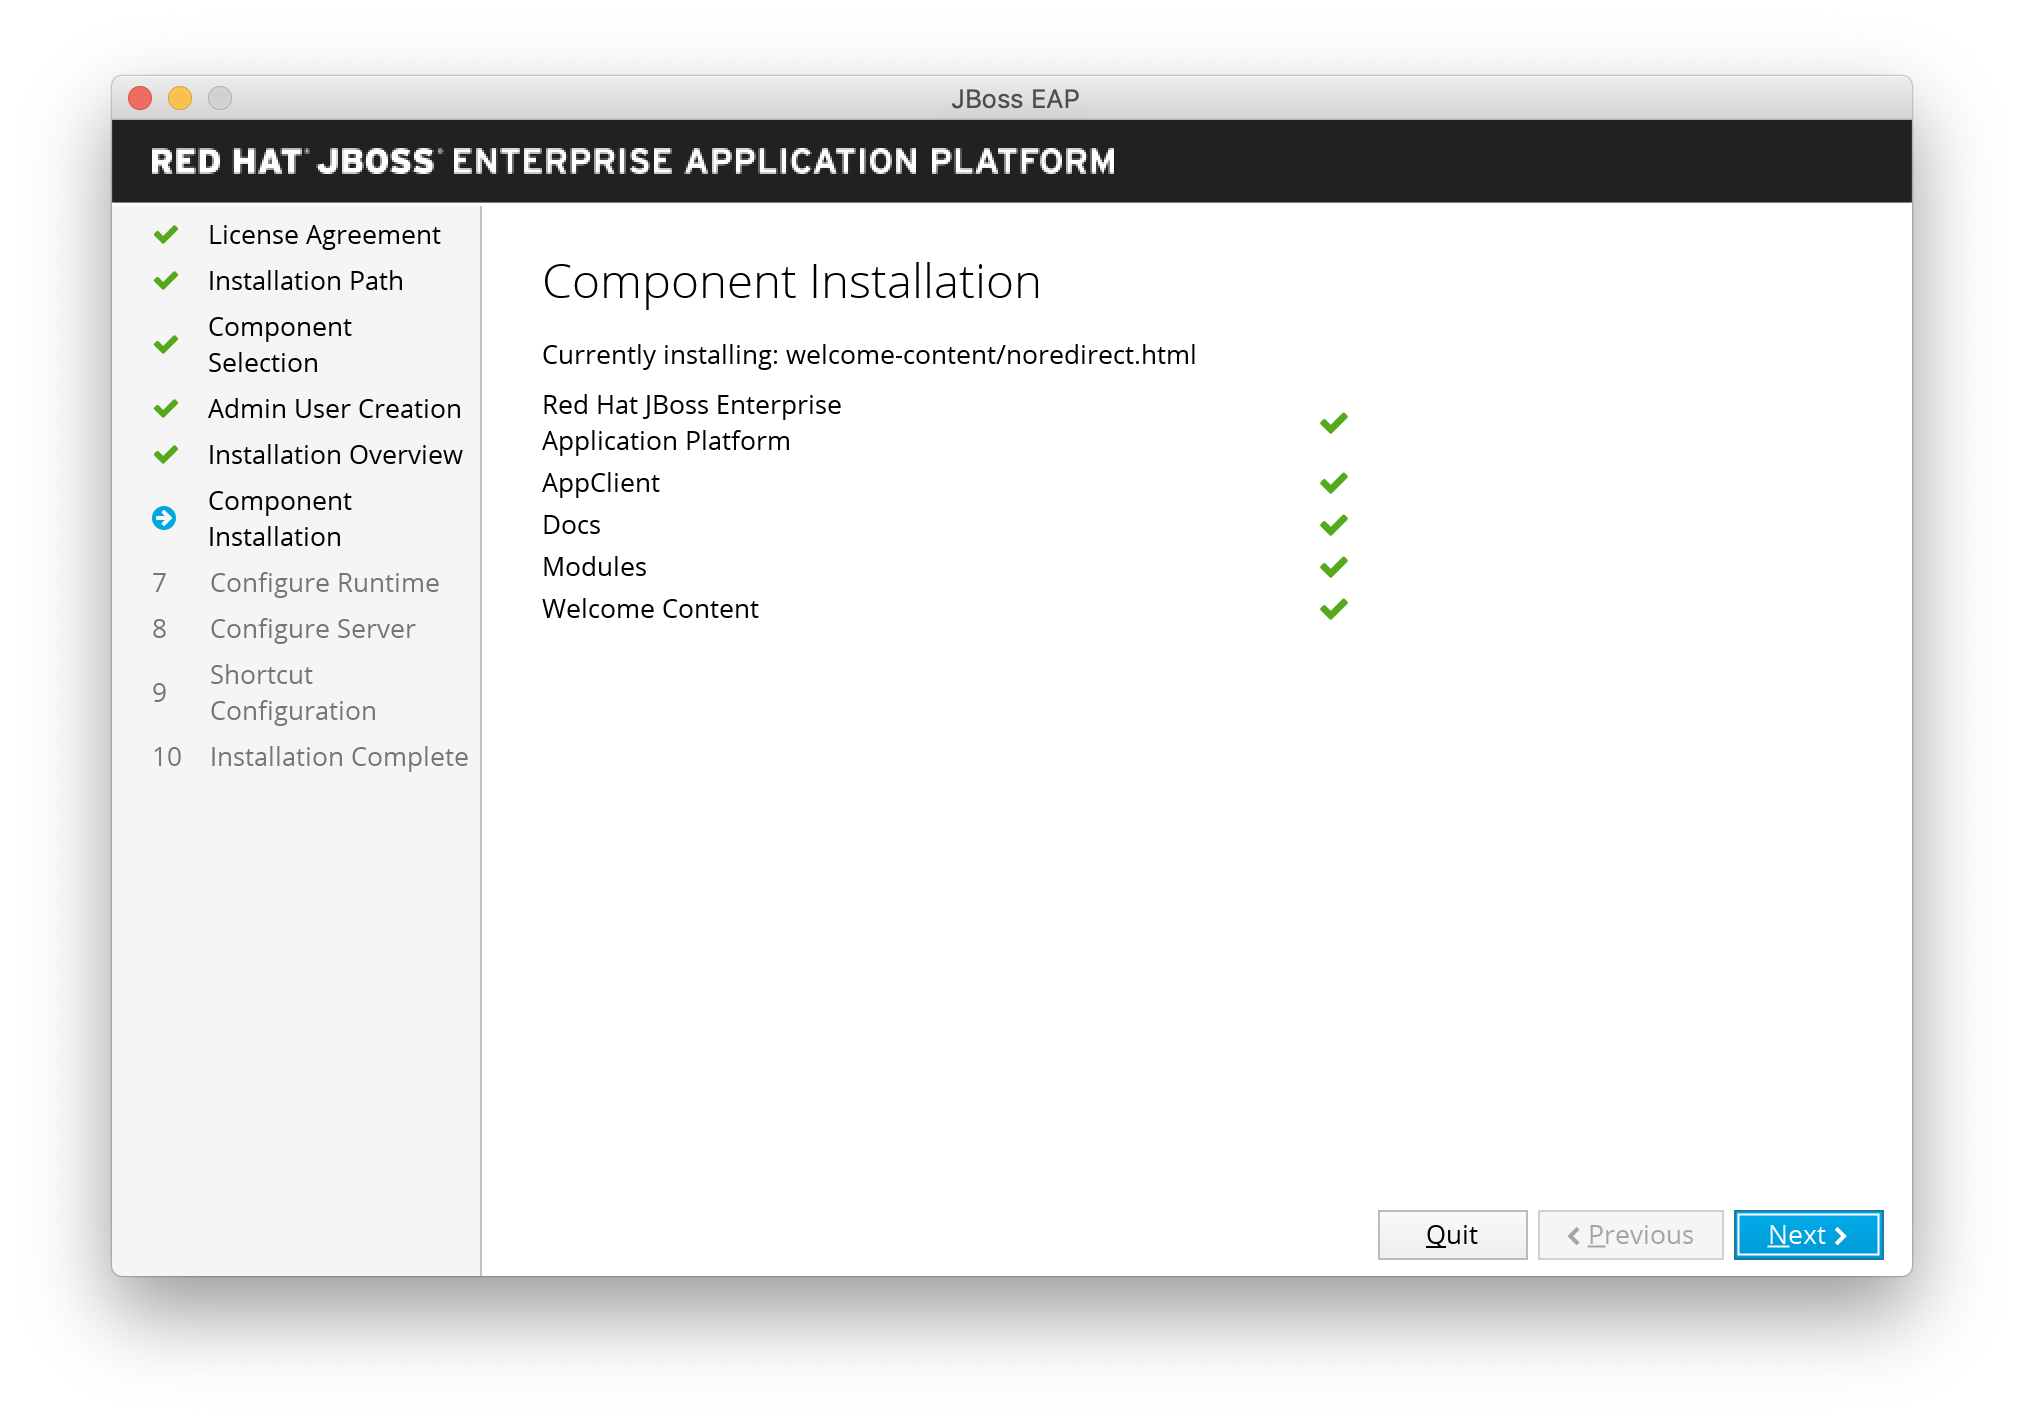 JBoss EAP
RED HAT JBOSS ENTERPRISE APPLICATION PLATFORM
License Agreement
Installation Path
Component
Selection
Admin User Creation
Installation Overview
Component
Installation
7 Configure Runtime
8 Configure Server
9 Shortcut
Configuration
10 Installation Complete
Component Installation
Currently installing: welcome-content/noredirect.html
Red Hat JBoss Enterprise
Application Platform
AppClient
Docs
Modules
Welcome Content
Quit
Previous
Next